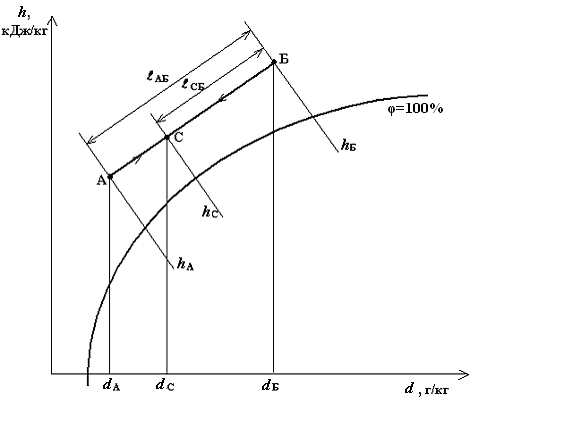 h,
кДж/кг
ℓАБ
ℓСБ
Б
φ=100%
С
hБ
А
hС
hА
dА
dС
dБ
d , г/кг